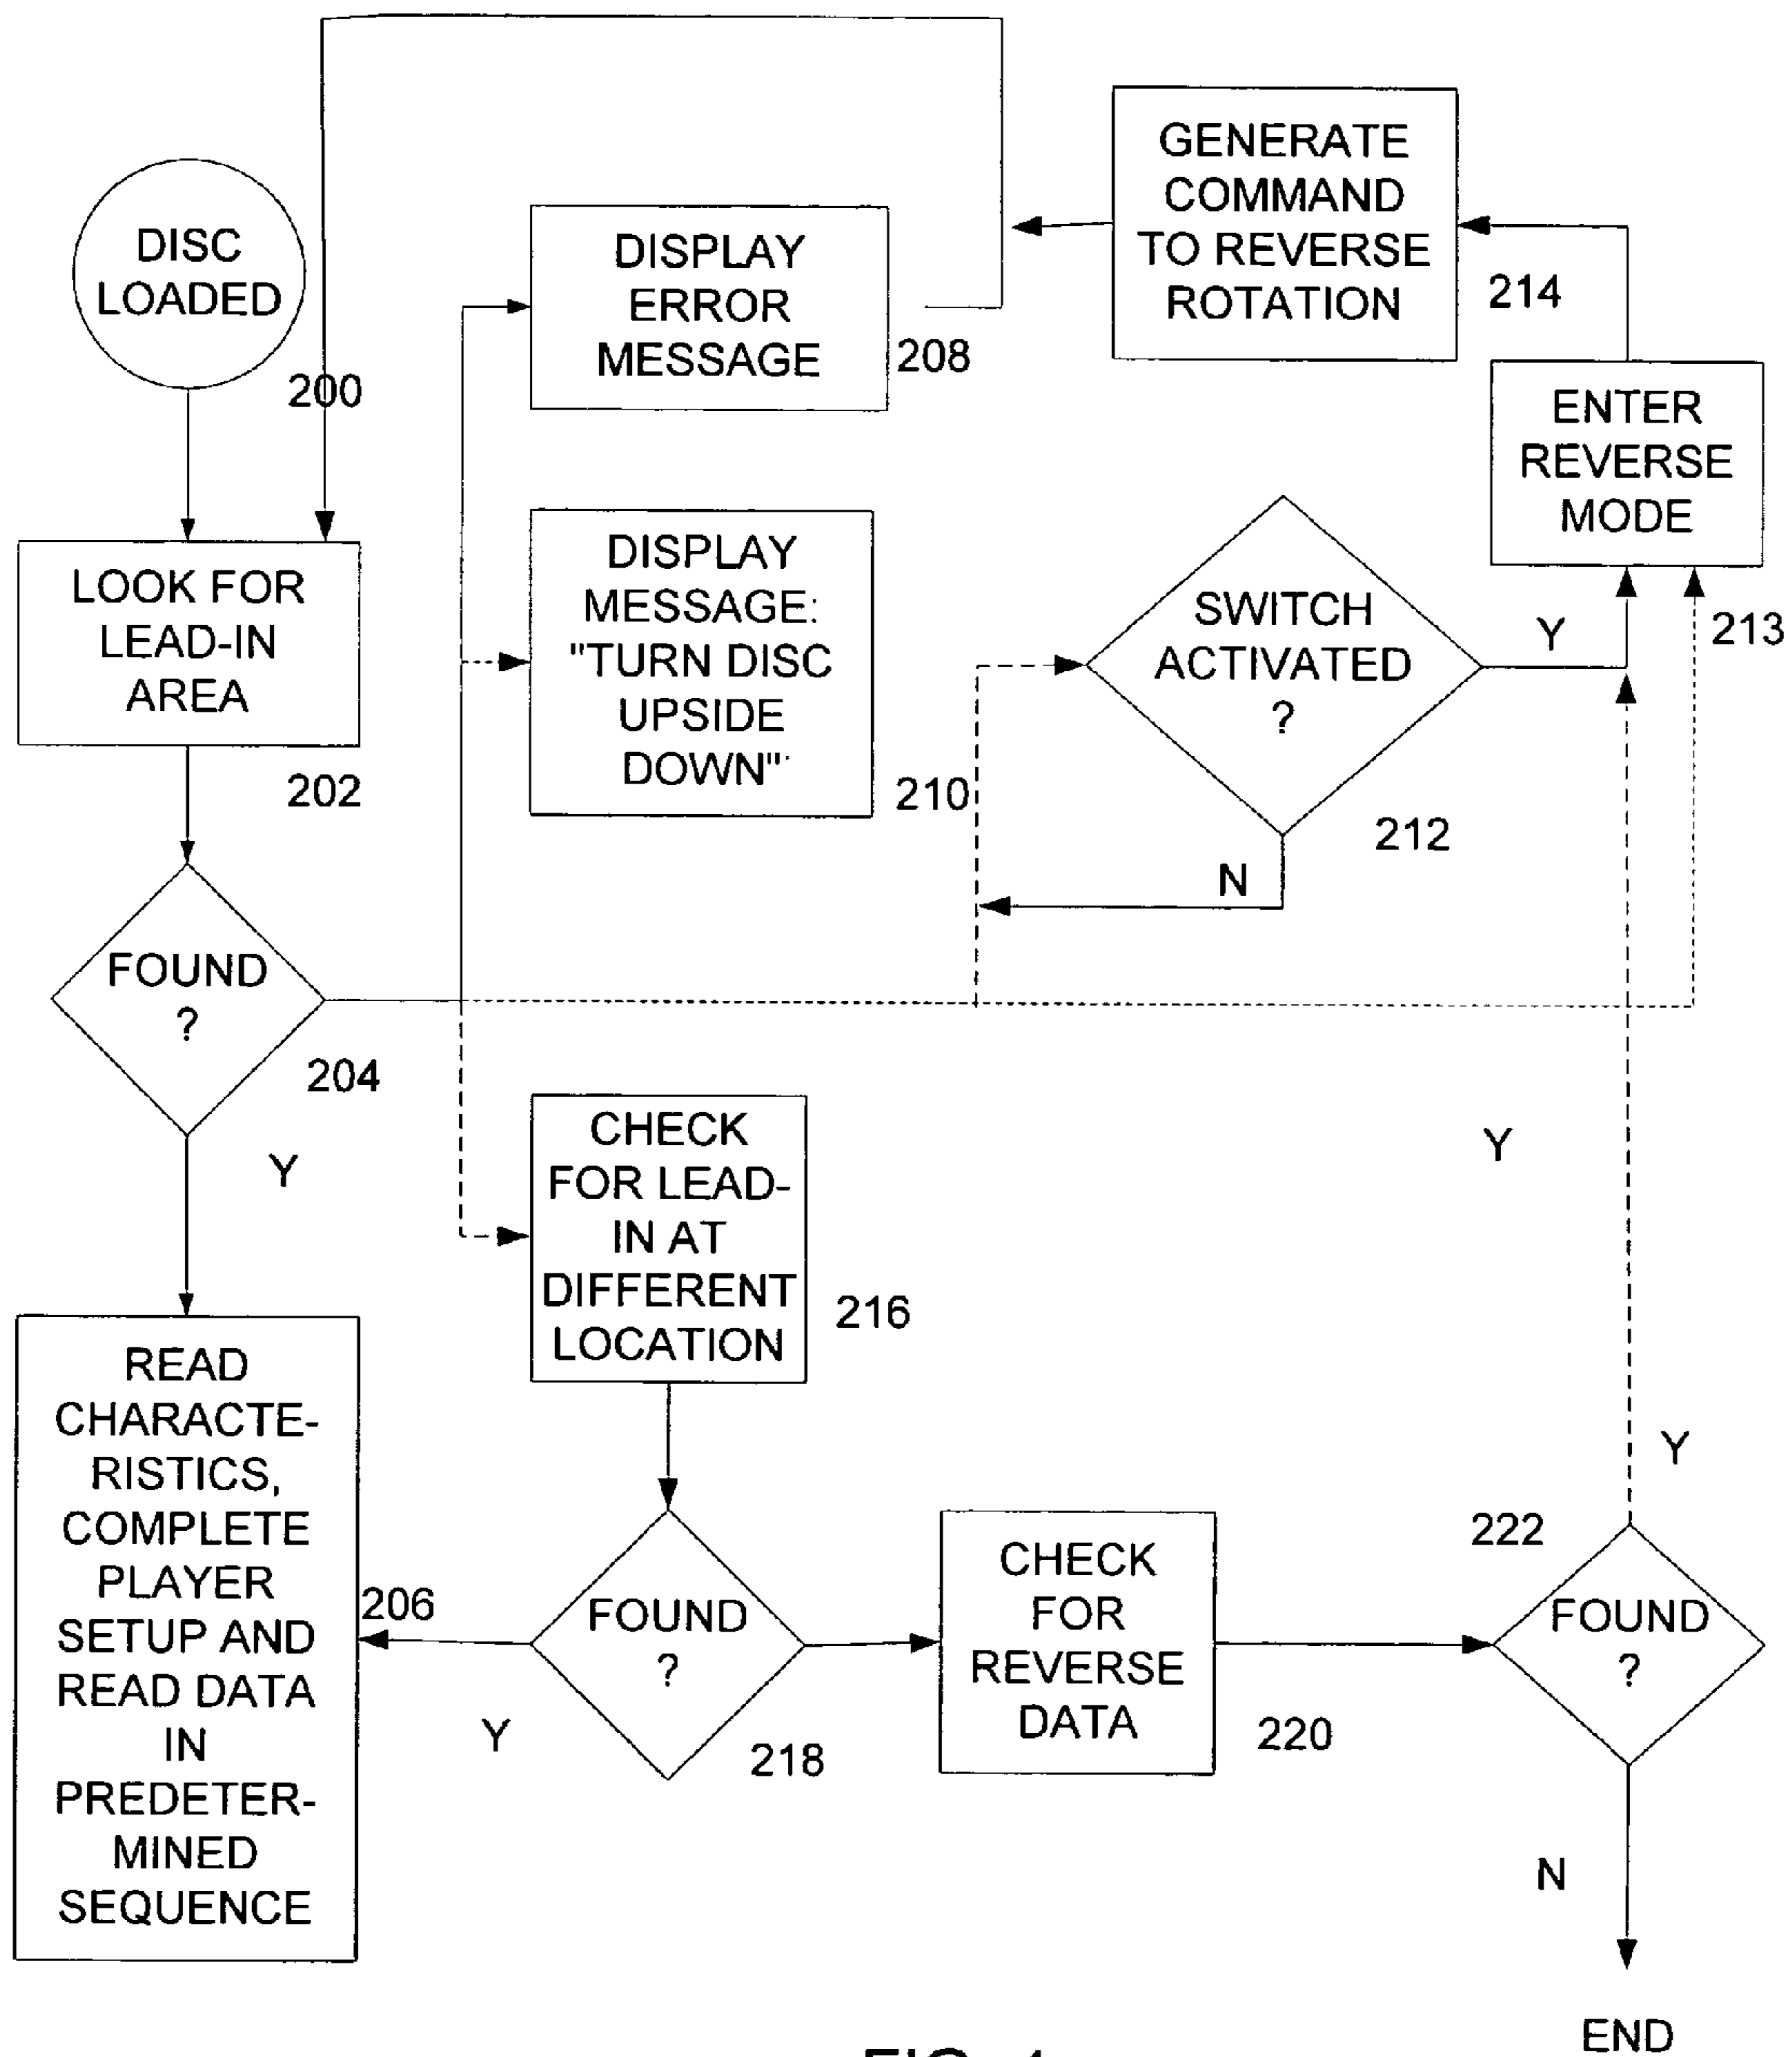 DISC
LOADED
200
LOOK FOR
LEAD-IN
AREA
202
FOUND
?
204
Y
READ
CHARACTE-
RISTICS,
COMPLETE
PLAYER
SETUP AND
READ DATA
IN
PREDETER-
MINED
SEQUENCE
206
DISPLAY
ERROR
MESSAGE
208
DISPLAY
MESSAGE:
"TURN DISC
UPSIDE
DOWN"
210
SWITCH
ACTIVATED
?
212
Y
N
ENTER
REVERSE
MODE
213
GENERATE
COMMAND
TO REVERSE
ROTATION
214
CHECK
FOR LEAD-
IN AT
DIFFERENT
LOCATION
216
FOUND
?
218
Y
CHECK
FOR
REVERSE
DATA
220
FOUND
?
222
Y
Y
N
END